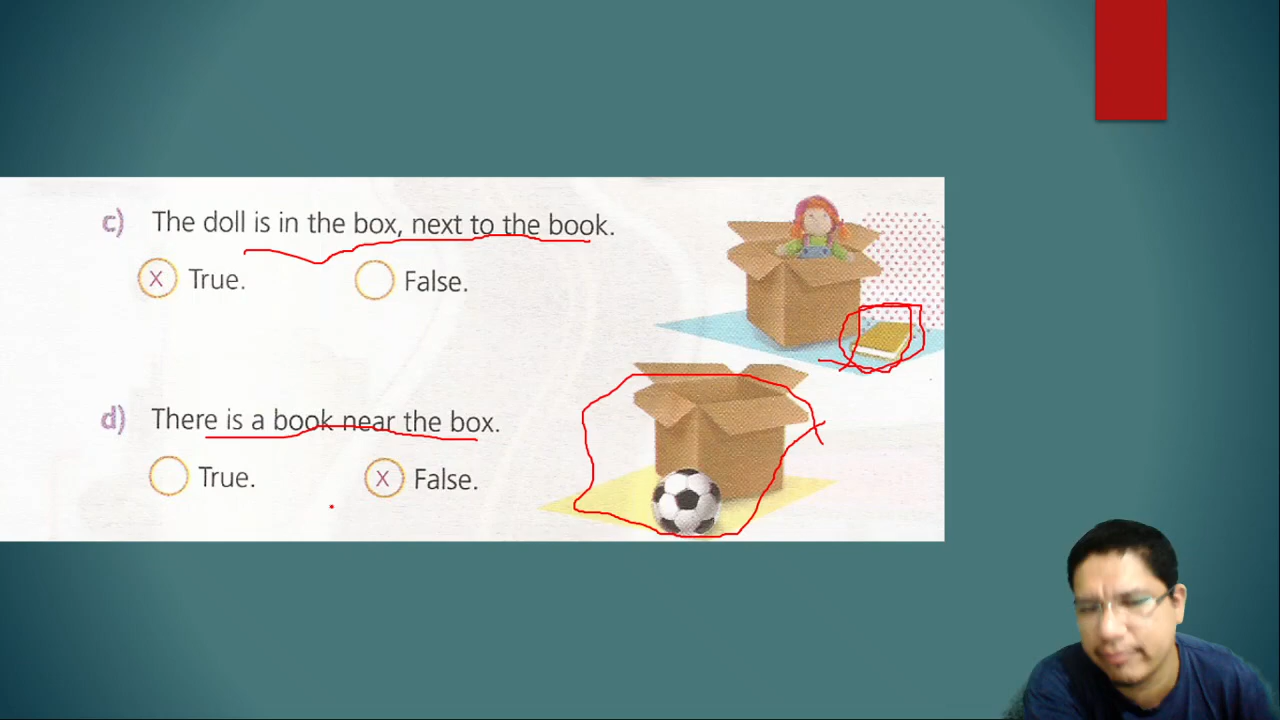 c) The doll is in the box, next to the book.
X True. False.
d) There is a book near the box.
True. X False.